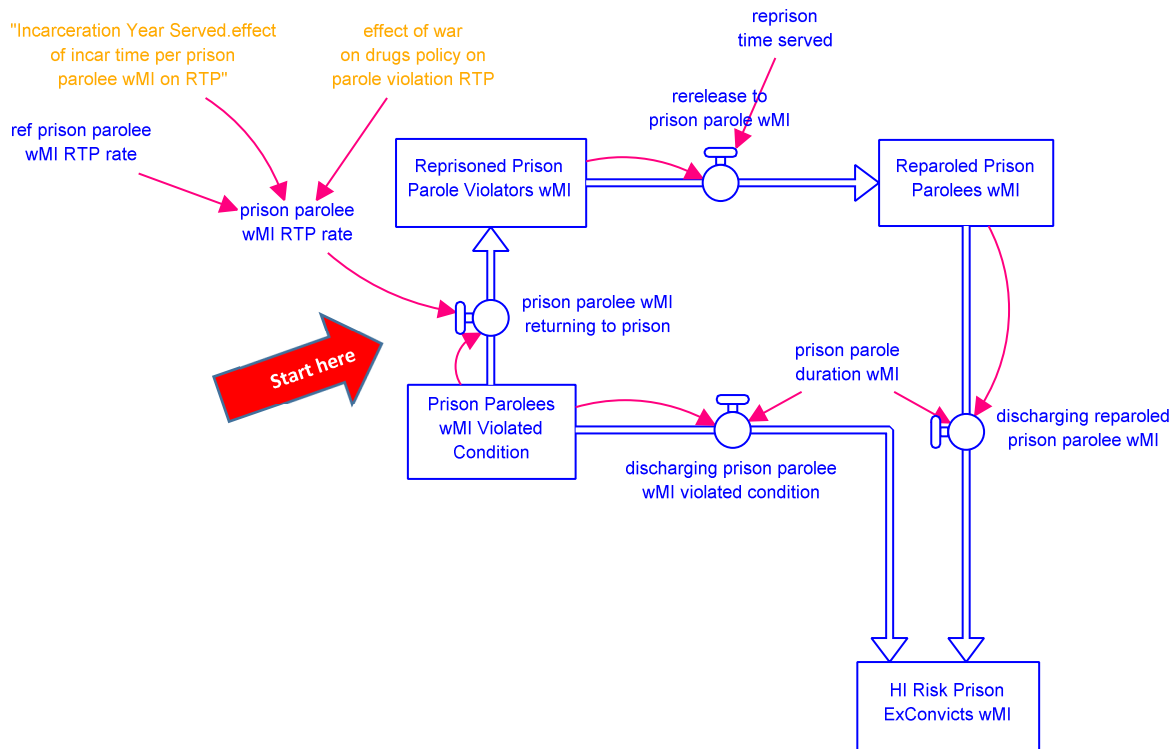 "Incarceration Year Served.effect
of incar time per prison
parolee wMI on RTP"
effect of war
on drugs policy on
parole violation RTP
reprison
time served
ref prison parolee
wMI RTP rate
rerelease to
prison parole wMI
Reprisoned Prison
Parole Violators wMI
Reparoled Prison
Parolees wMI
prison parolee
wMI RTP rate
prison parolee wMI
returning to prison
Start here
prison parole
duration wMI
Prison Parolees
wMI Violated
Condition
discharging reparoled
prison parolee wMI
discharging prison parolee
wMI violated condition
HI Risk Prison
ExConvicts wMI